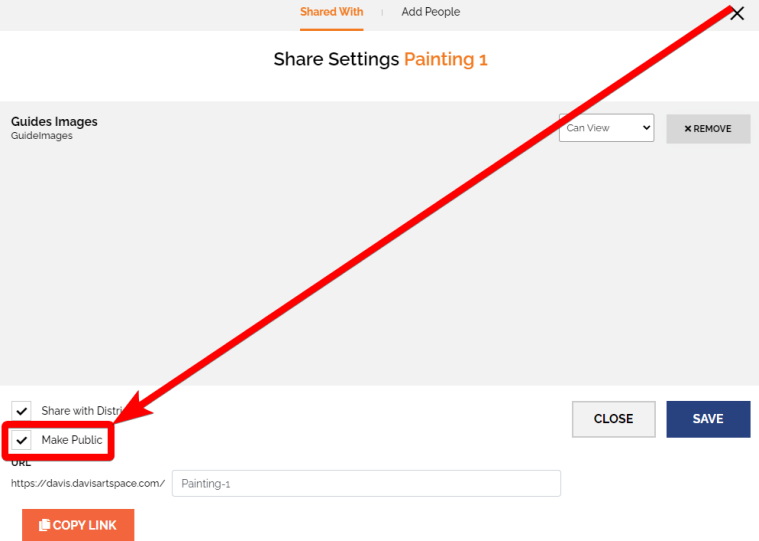 Shared With
Add People
Share Settings Painting 1
Guides Images
GuideImages
Can View
REMOVE
Share with Distri
Make Public
URL
https://davis.davisartspace.com/
Painting-1
CLOSE
SAVE
COPY LINK